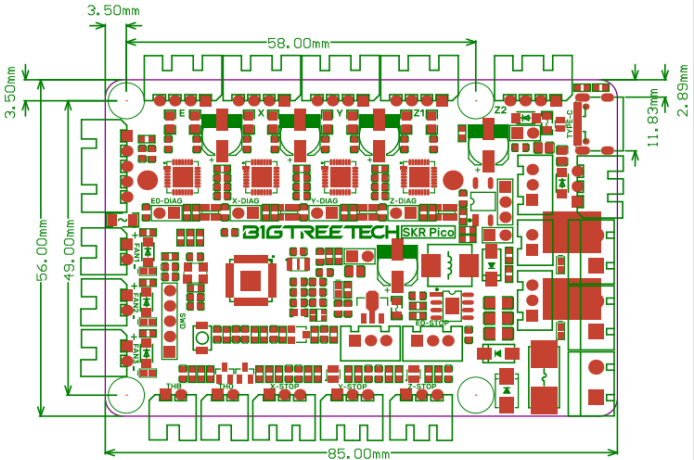 3.50mm
58.00mm
3.50mm
2.89mm
11.83mm
E
X
Y
Z1
Z2
TYPE-C
E0-DIAG
X-DIAG
Y-DIAG
Z-DIAG
BIGTREETECH
SKR Pico
56.00mm
49.00mm
FAN1
FAN2
FAN3
SWD
E0-STOP
THB
TH0
X-STOP
Y-STOP
Z-STOP
85.00mm